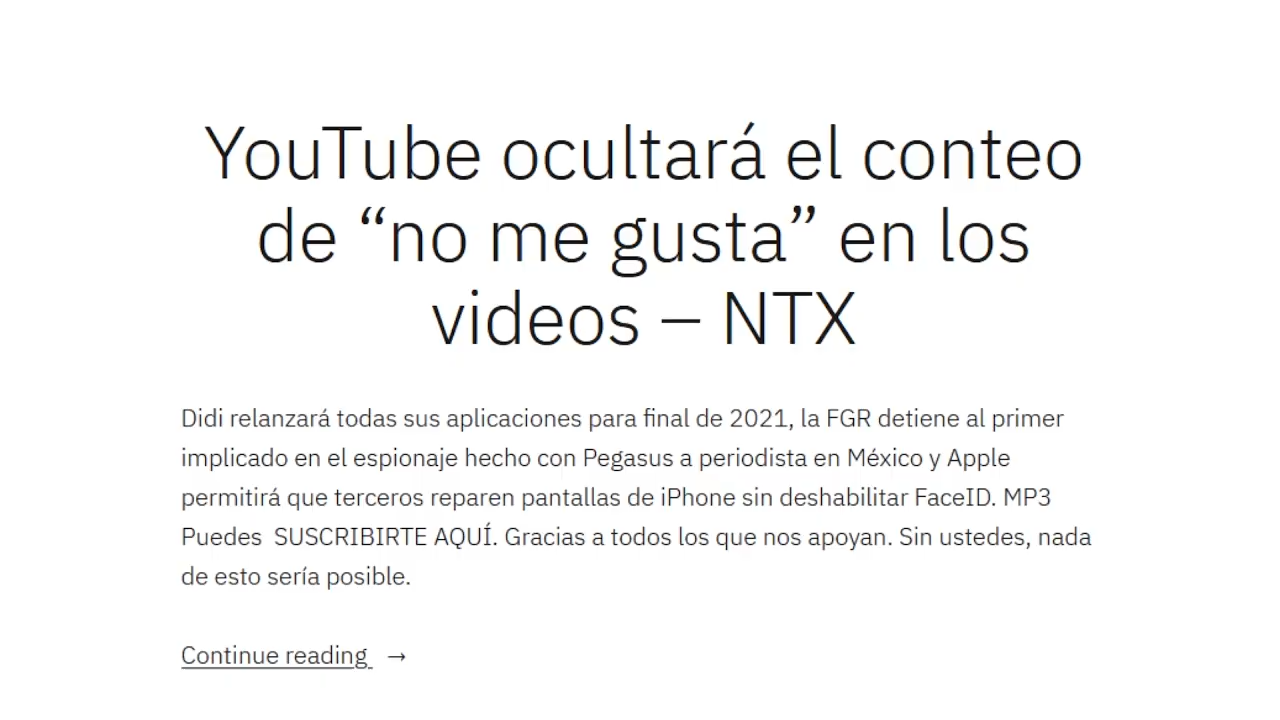 YouTube ocultará el conteo
de “no me gusta” en los
videos – NTX
Didi relanzará todas sus aplicaciones para final de 2021, la FGR detiene al primer
implicado en el espionaje hecho con Pegasus a periodista en México y Apple
permitirá que terceros reparen pantallas de iPhone sin deshabilitar FaceID. MP3
Puedes  SUSCRIBIRTE AQUÍ. Gracias a todos los que nos apoyan. Sin ustedes, nada
de esto sería posible.
Continue reading →